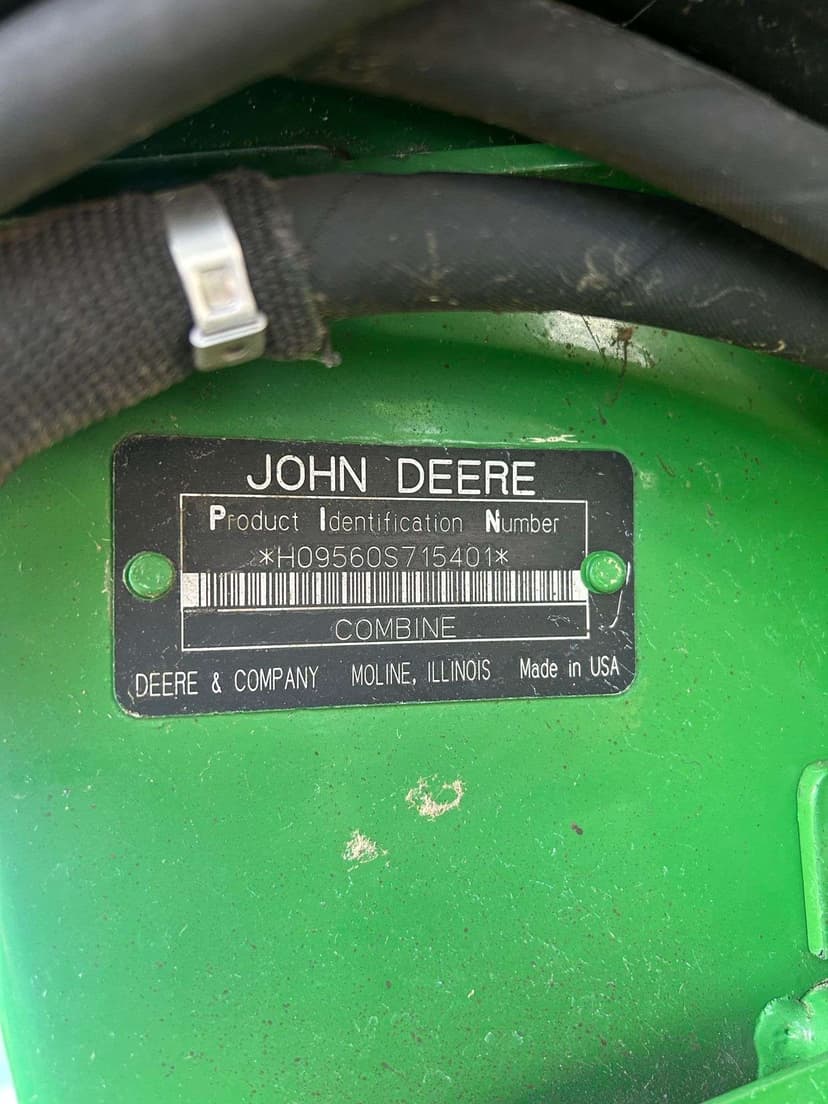 JOHN DEERE
Product Identification Number
*H09560S715401*
COMBINE
DEERE & COMPANY MOLINE, ILLINOIS Made in USA